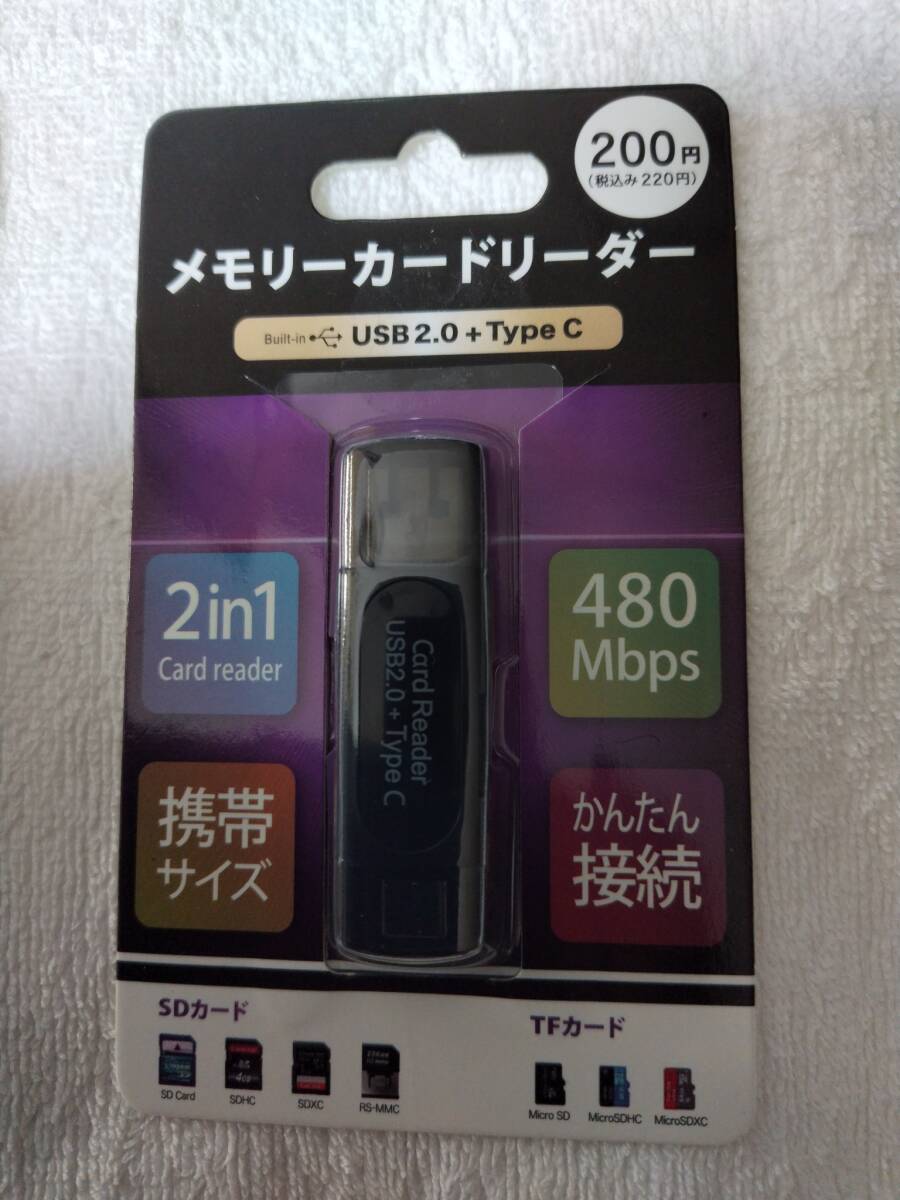 200円
(税込み220円)
メモリーカードリーダー
Built-in USB2.0+Type C
2in1
Card reader
480
Mbps
Card Reader
USB2.0+Type C
携帯
サイズ
かんたん
接続
SDカード
TFカード
SD Card
SDHC
SDXC
RS-MMC
Micro SD
MicroSDHC
MicroSDXC